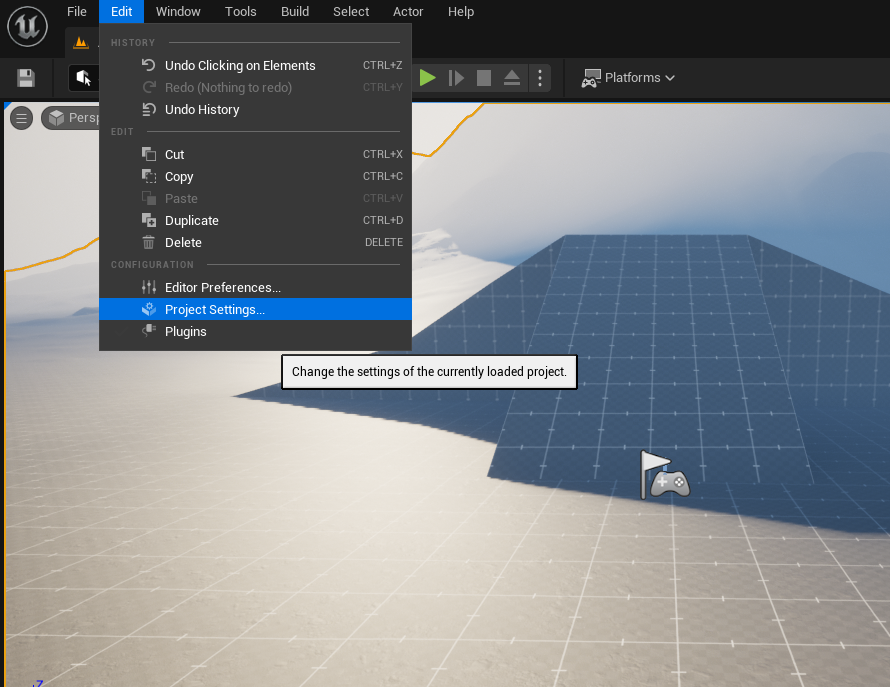 File Edit Window Tools Build Select Actor Help
Platforms
Persp
HISTORY
Undo Clicking on Elements CTRL+Z
Redo (Nothing to redo) CTRL+Y
Undo History
EDIT
Cut CTRL+X
Copy CTRL+C
Paste CTRL+V
Duplicate CTRL+D
Delete DELETE
CONFIGURATION
Editor Preferences...
Project Settings...
Plugins
Change the settings of the currently loaded project.
Z